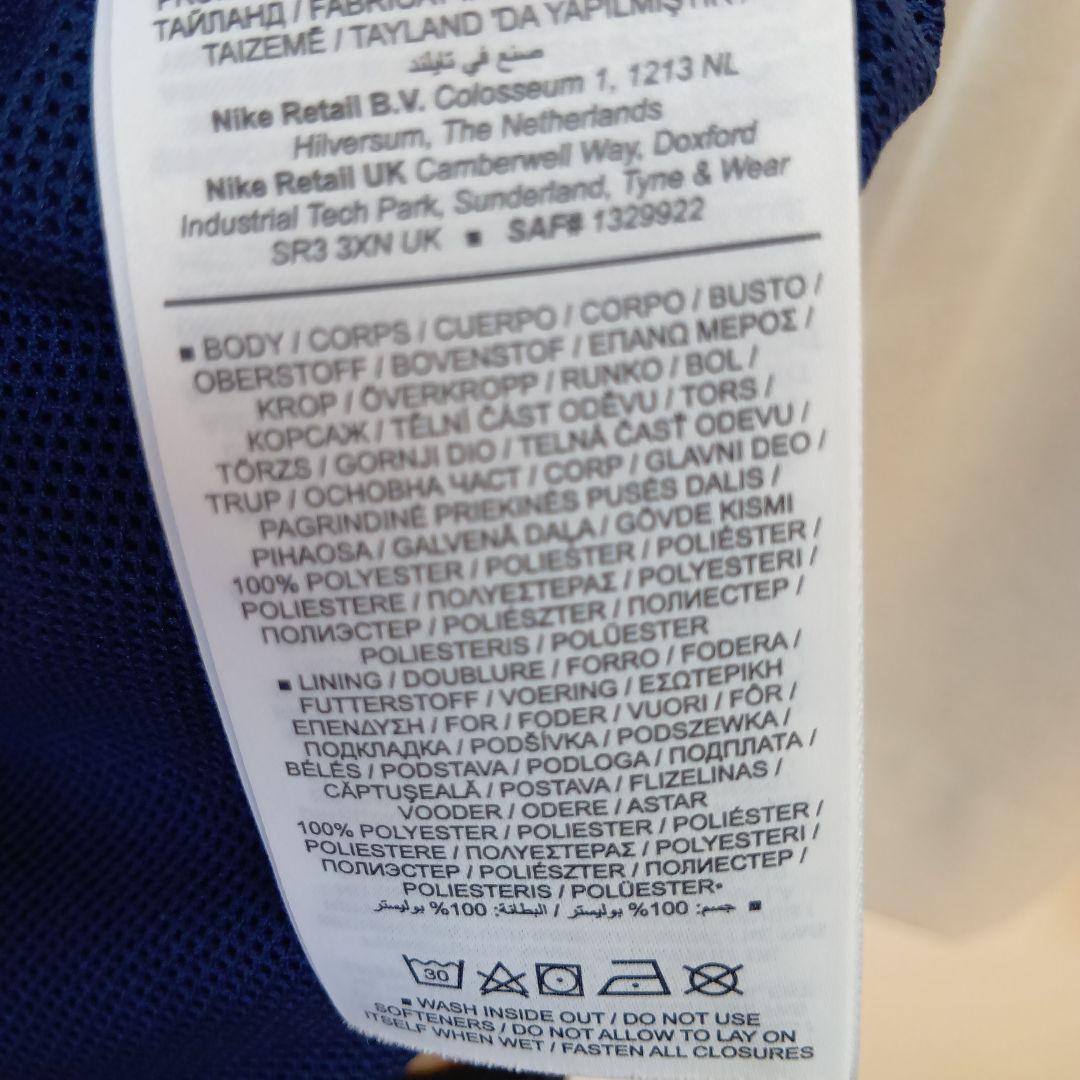 ТАЙЛАНД / FABRICA
TAIZEMĒ / TAYLAND 'DA YAPILMIŞTIR
صنع في تايلند
Nike Retail B.V. Colosseum 1, 1213 NL
Hilversum, The Netherlands
Nike Retail UK Camberwell Way, Doxford
Industrial Tech Park, Sunderland, Tyne & Wear
SR3 3XN UK ■ SAF# 1329922
■ BODY / CORPS / CUERPO / CORPO / BUSTO /
OBERSTOFF / BOVENSTOF / ΕΠΑΝΩ ΜΕΡΟΣ /
KROP / ÖVERKROPP / RUNKO / BOL /
КОРСАЖ / TĚLNÍ ČÁST ODĚVU / TORS /
TÖRZS / GORNJI DIO / TELNÁ ČASŤ ODEVU /
TRUP / ОСНОВНА ЧАСТ / CORP / GLAVNI DEO /
PAGRINDINĖ PRIEKINĖS PUSĖS DALIS /
PIHAOSA / GALVENĀ DAĻA / GÖVDE KISMI
100% POLYESTER / POLIESTER / POLIÉSTER /
POLIESTERE / ΠΟΛΥΕΣΤΕΡΑΣ / POLYESTERI /
ПОЛИЭСТЕР / POLIÉSZTER / ПОЛИЕСТЕР /
POLIESTERIS / POLÜESTER
■ LINING / DOUBLURE / FORRO / FODERA /
FUTTERSTOFF / VOERING / ΕΣΩΤΕΡΙΚΗ
ΕΠΕΝΔΥΣΗ / FOR / FODER / VUORI / FÔR /
ПОДКЛАДКА / PODŠÍVKA / PODSZEWKA /
BÉLÉS / PODSTAVA / PODLOGA / ПОДПЛАТА /
CĂPTUŞEALĂ / POSTAVA / FLIZELINAS /
VOODER / ODERE / ASTAR
100% POLYESTER / POLIESTER / POLIÉSTER /
POLIESTERE / ΠΟΛΥΕΣΤΕΡΑΣ / POLYESTERI /
ПОЛИЭСТЕР / POLIÉSZTER / ПОЛИЕСТЕР /
POLIESTERIS / POLÜESTER•
■ جسم: 100% بوليستر / البطانة: 100% بوليستر
30
■ WASH INSIDE OUT / DO NOT USE
SOFTENERS / DO NOT ALLOW TO LAY ON
ITSELF WHEN WET / FASTEN ALL CLOSURES